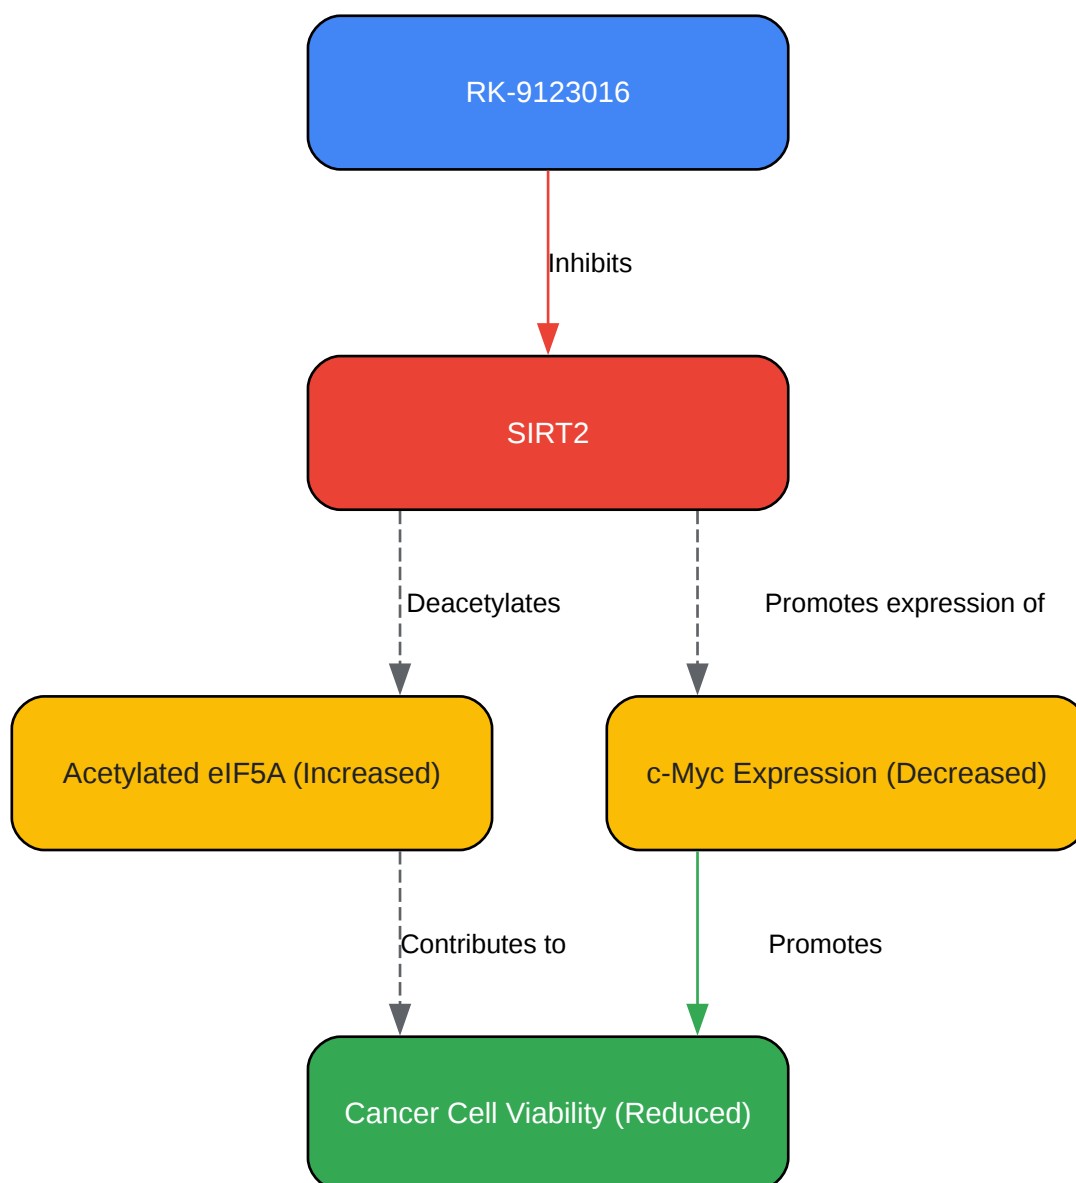 RK-9123016
Inhibits
SIRT2
Deacetylates
Promotes expression of
Acetylated eIF5A (Increased)
c-Myc Expression (Decreased)
Contributes to
Promotes
Cancer Cell Viability (Reduced)